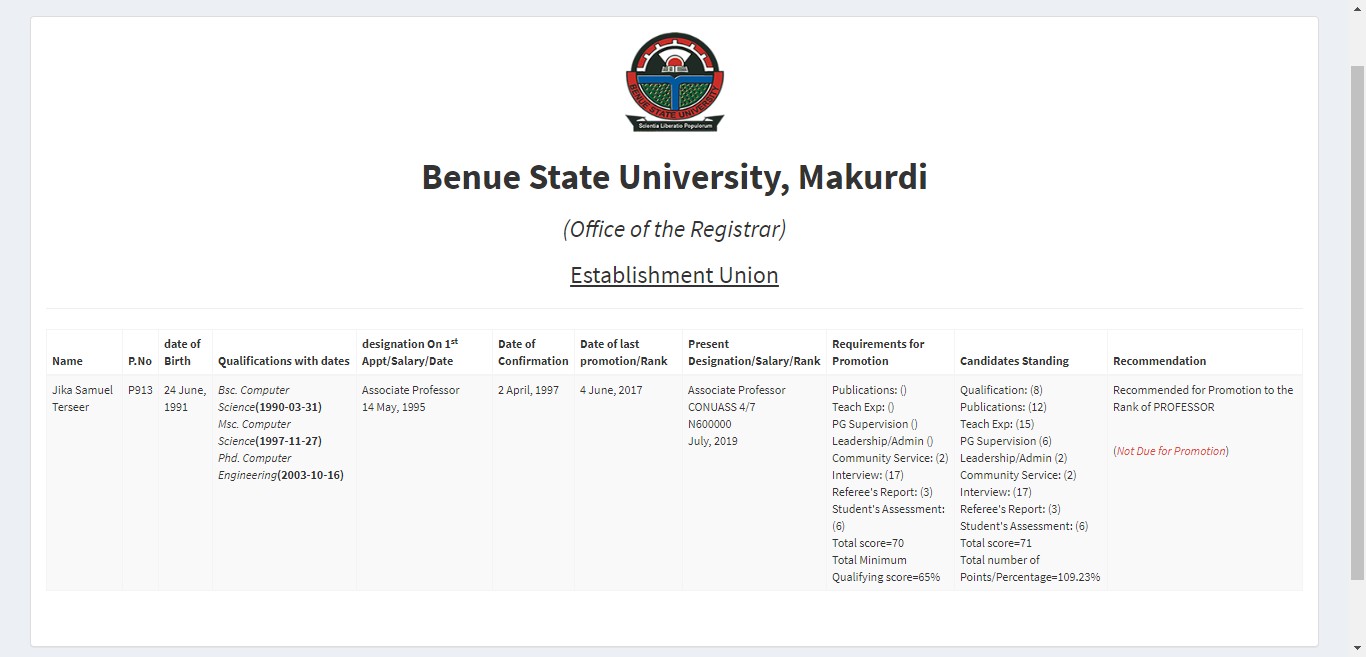 BENUE STATE UNIVERSITY
Scientia Liberatio Populorum
Benue State University, Makurdi
(Office of the Registrar)
Establishment Union
Name
P.No
date of
Birth
Qualifications with dates
designation On 1st
Appt/Salary/Date
Date of
Confirmation
Date of last
promotion/Rank
Present
Designation/Salary/Rank
Requirements for
Promotion
Candidates Standing
Recommendation
Jika Samuel
Terseer
P913
24 June,
1991
Bsc. Computer
Science(1990-03-31)
Msc. Computer
Science(1997-11-27)
Phd. Computer
Engineering(2003-10-16)
Associate Professor
14 May, 1995
2 April, 1997
4 June, 2017
Associate Professor
CONUASS 4/7
N600000
July, 2019
Publications: ()
Teach Exp: ()
PG Supervision ()
Leadership/Admin ()
Community Service: (2)
Interview: (17)
Referee's Report: (3)
Student's Assessment:
(6)
Total score=70
Total Minimum
Qualifying score=65%
Qualification: (8)
Publications: (12)
Teach Exp: (15)
PG Supervision (6)
Leadership/Admin (2)
Community Service: (2)
Interview: (17)
Referee's Report: (3)
Student's Assessment: (6)
Total score=71
Total number of
Points/Percentage=109.23%
Recommended for Promotion to the
Rank of PROFESSOR
(Not Due for Promotion)